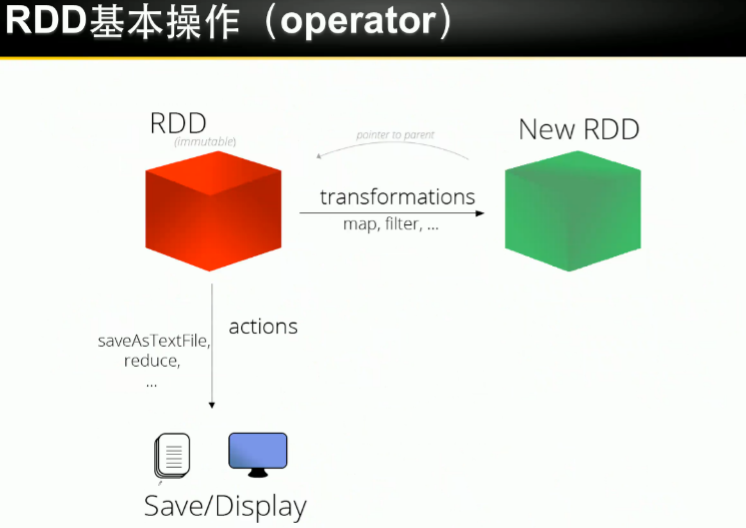 RDD基本操作（operator）
RDD
(immutable)
pointer to parent
New RDD
transformations
map, filter, ...
saveAsTextFile,
reduce,
...
actions
Save/Display